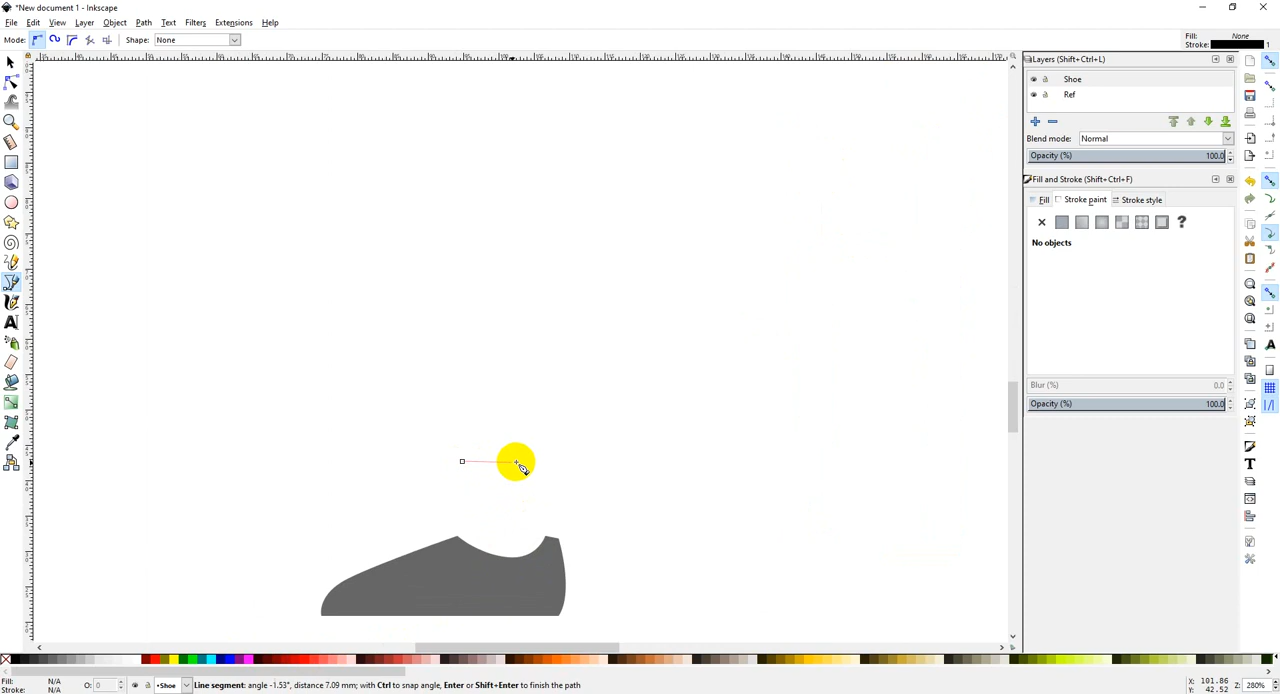 *New document 1 - Inkscape
File Edit View Layer Object Path Text Filters Extensions Help
Mode: Shape: None
Fill: None
Stroke: 1
Layers (Shift+Ctrl+L)
Shoe
Ref
Blend mode: Normal
Opacity (%) 100.0
Fill and Stroke (Shift+Ctrl+F)
Fill Stroke paint Stroke style
No objects
Blur (%) 0.0
Opacity (%) 100.0
Fill: N/A
Stroke: N/A
O: 0
•Shoe
Line segment: angle -1.53°, distance 7.09 mm; with Ctrl to snap angle, Enter or Shift+Enter to finish the path
X: 101.86
Y: 42.52
Z: 280%